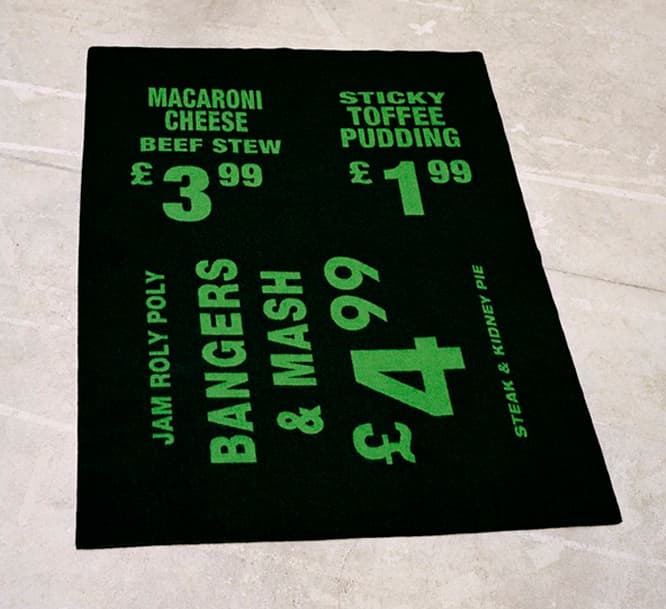 MACARONI
CHEESE
BEEF STEW
£3.99
STICKY
TOFFEE
PUDDING
£1.99
JAM ROLY POLY
BANGERS
& MASH
£4.99
STEAK & KIDNEY PIE